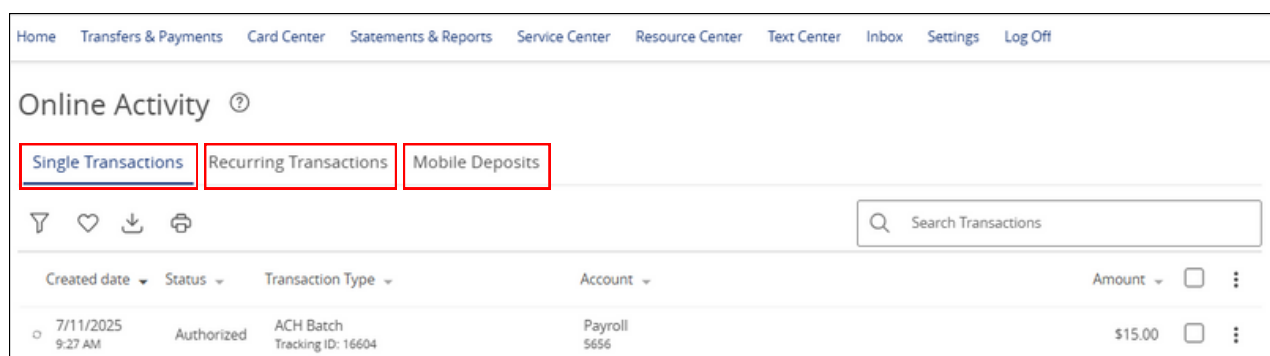 Home Transfers & Payments Card Center Statements & Reports Service Center Resource Center Text Center Inbox Settings Log Off
Online Activity ?
Single Transactions Recurring Transactions Mobile Deposits
Search Transactions
Created date Status Transaction Type Account Amount
7/11/2025 Authorized ACH Batch Payroll $15.00
9:27 AM Tracking ID: 16604 5656